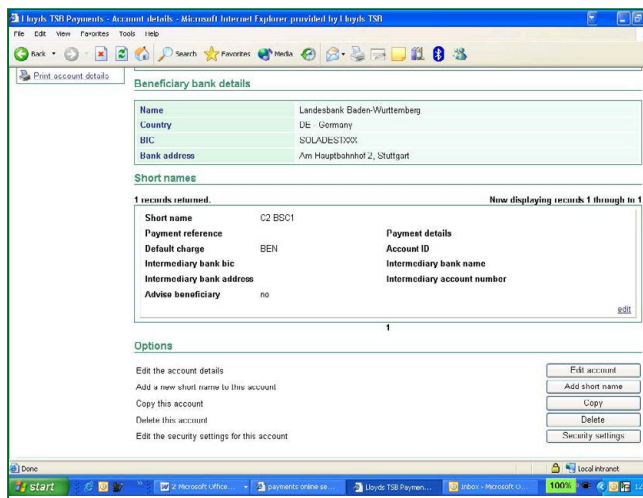 Lloyds TSB Payments - Account details - Microsoft Internet Explorer provided by Lloyds TSB
File Edit View Favorites Tools Help
Back Search Favorites Media
Print account details
Beneficiary bank details
Name Landesbank Baden-Wurttemberg
Country DE - Germany
BIC SOLADESTXXX
Bank address Am Hauptbahnhof 2, Stuttgart
Short names
1 records returned. Now displaying records 1 through to 1
Short name C2 BSC1
Payment reference Payment details
Default charge BEN Account ID
Intermediary bank bic Intermediary bank name
Intermediary bank address Intermediary account number
Advise beneficiary no
edit
1
Options
Edit the account details Edit account
Add a new short name to this account Add short name
Copy this account Copy
Delete this account Delete
Edit the security settings for this account Security settings
Done Local intranet
start 2 Microsoft Office... payments online se... Lloyds TSB Paymen... Inbox - Microsoft O... 100%